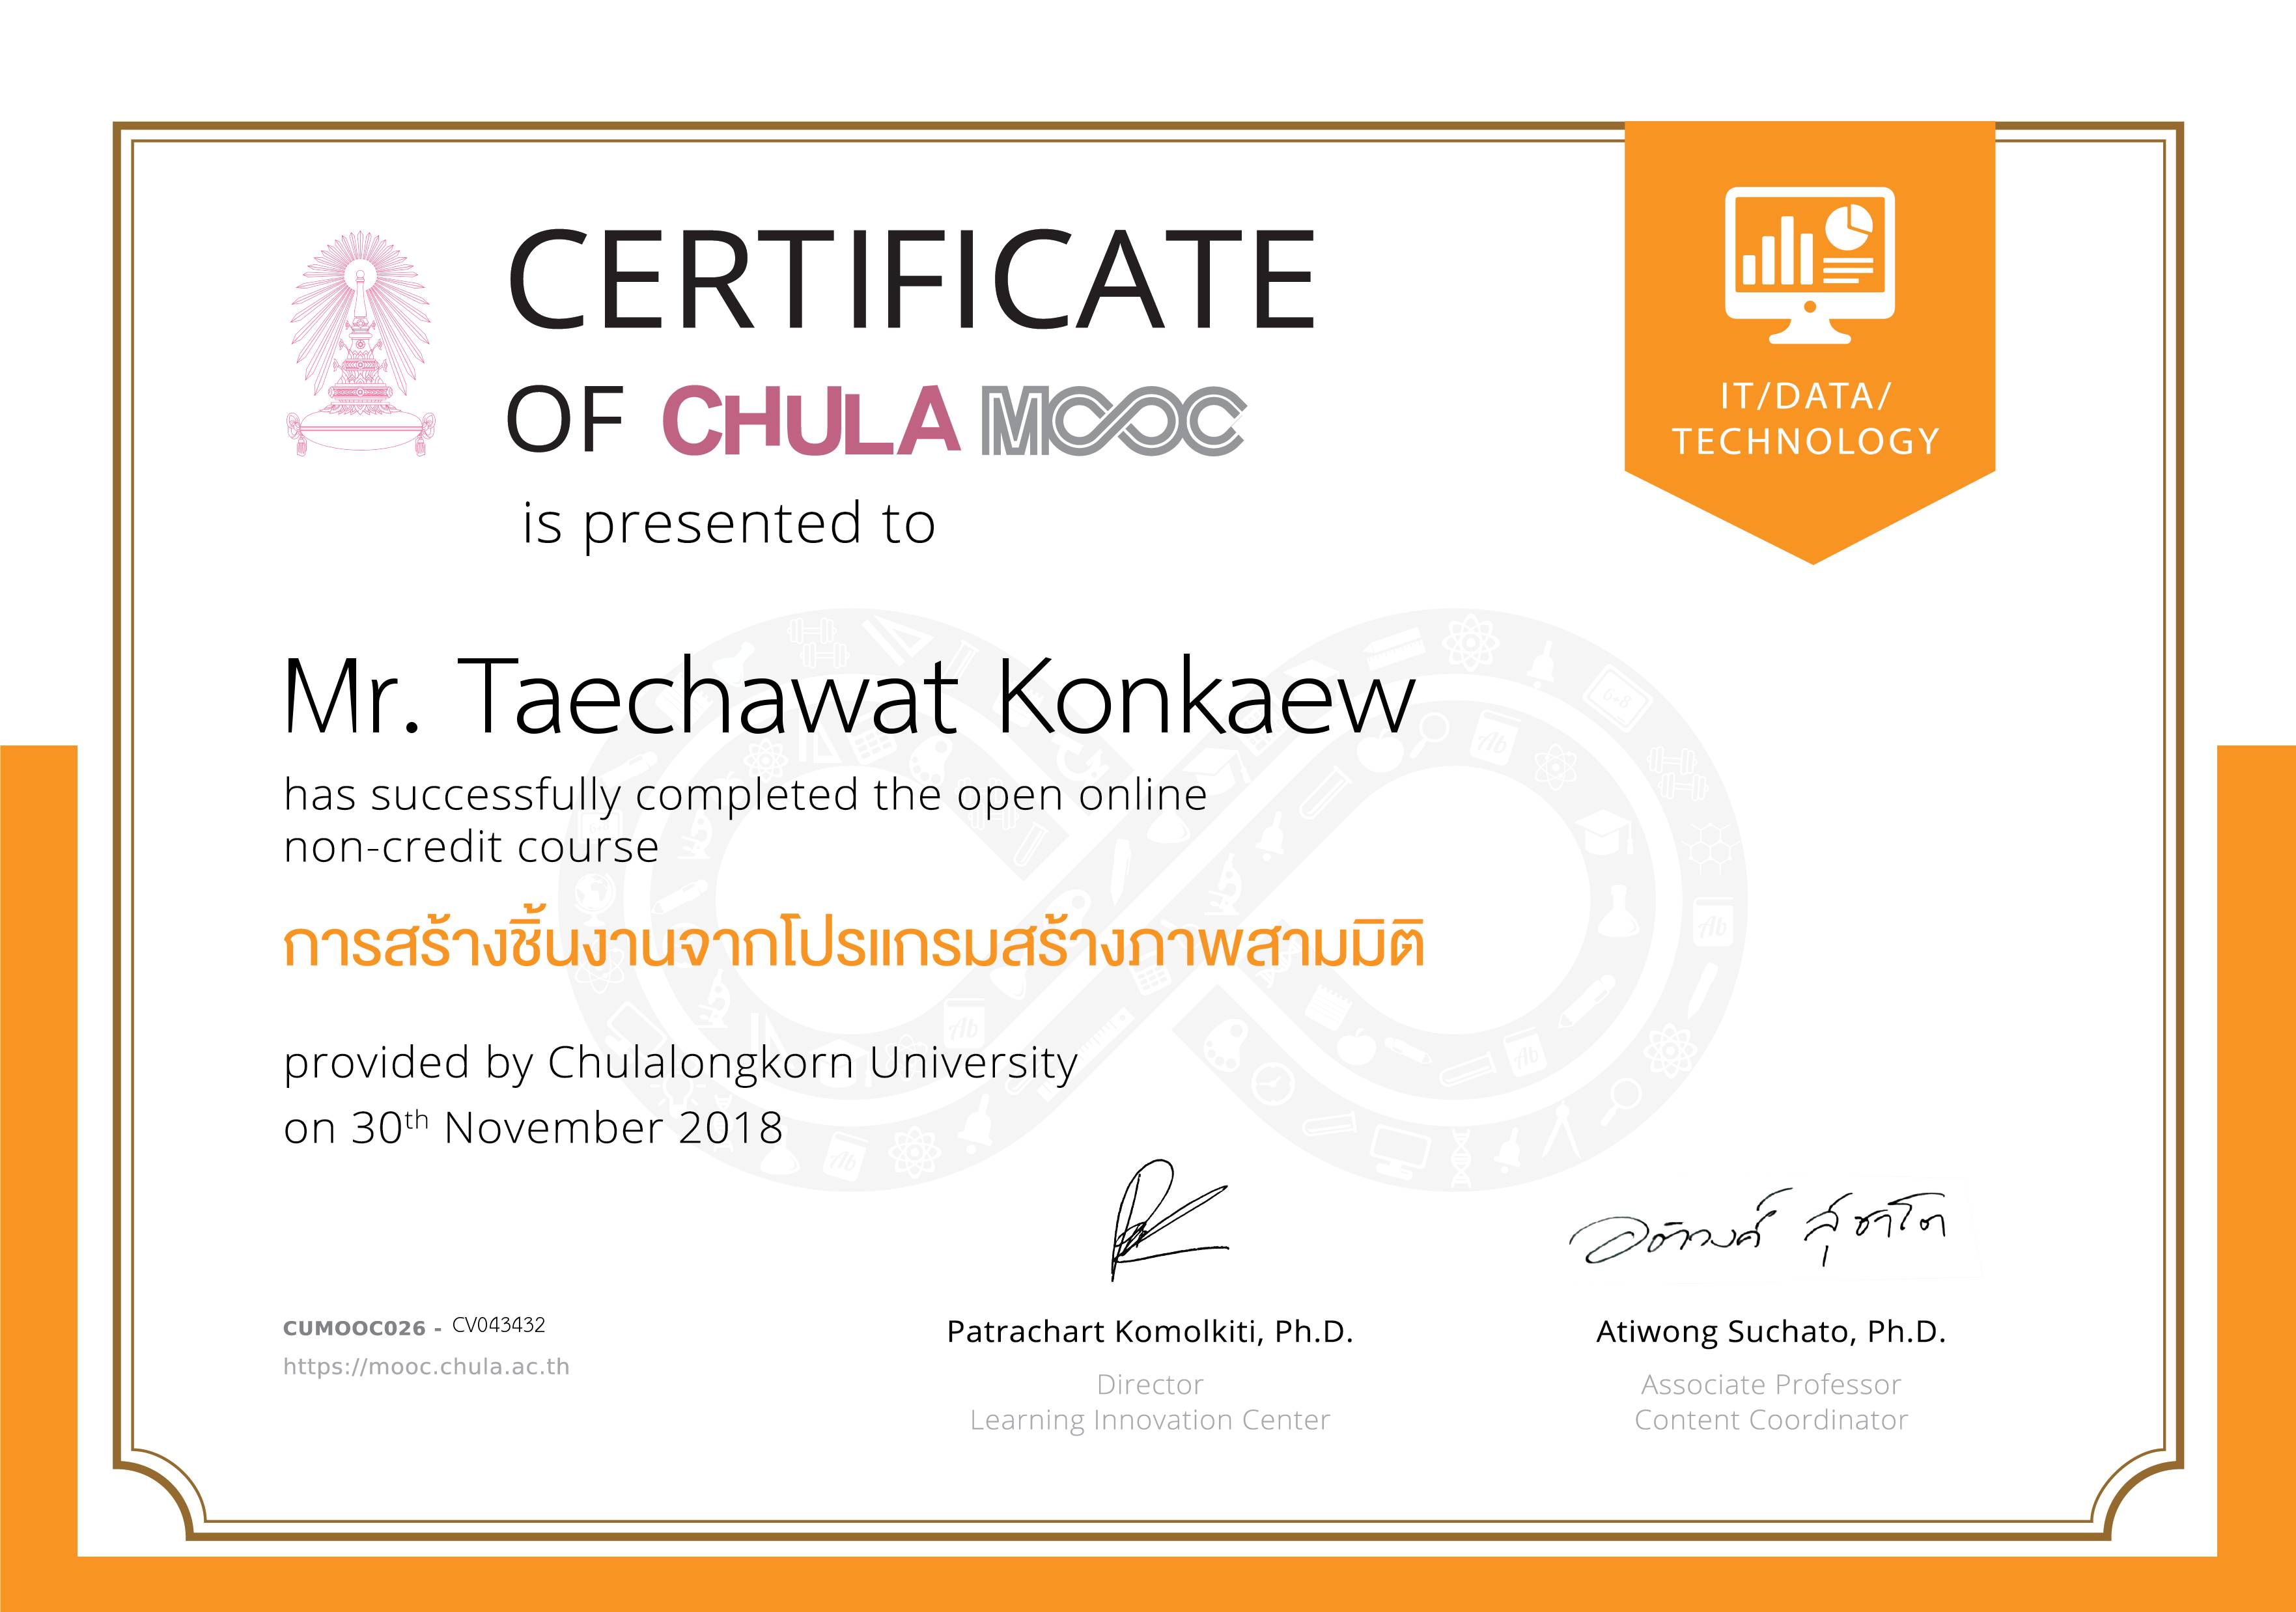 CERTIFICATE
OF CHULA MOOC
is presented to
IT/DATA/
TECHNOLOGY
Mr. Taechawat Konkaew
has successfully completed the open online
non-credit course
การสร้างชิ้นงานจากโปรแกรมสร้างภาพสามมิติ
provided by Chulalongkorn University
on 30th November 2018
อติวงศ์ สุชาโต
CUMOOC026 - CV043432
https://mooc.chula.ac.th
Patrachart Komolkiti, Ph.D.
Director
Learning Innovation Center
Atiwong Suchato, Ph.D.
Associate Professor
Content Coordinator